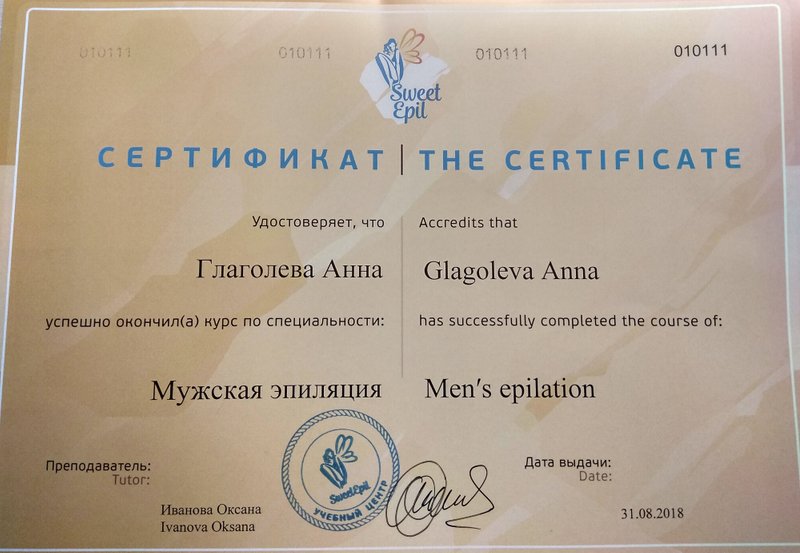 010111 010111 010111 010111
Sweet
Epil
СЕРТИФИКАТ | THE CERTIFICATE
Удостоверяет, что
Accredits that
Глаголева Анна
Glagoleva Anna
успешно окончил(а) курс по специальности:
has successfully completed the course of:
Мужская эпиляция
Men's epilation
Преподаватель:
Tutor:
Иванова Оксана
Ivanova Oksana
SweetEpil
УЧЕБНЫЙ ЦЕНТР
Дата выдачи:
Date:
31.08.2018